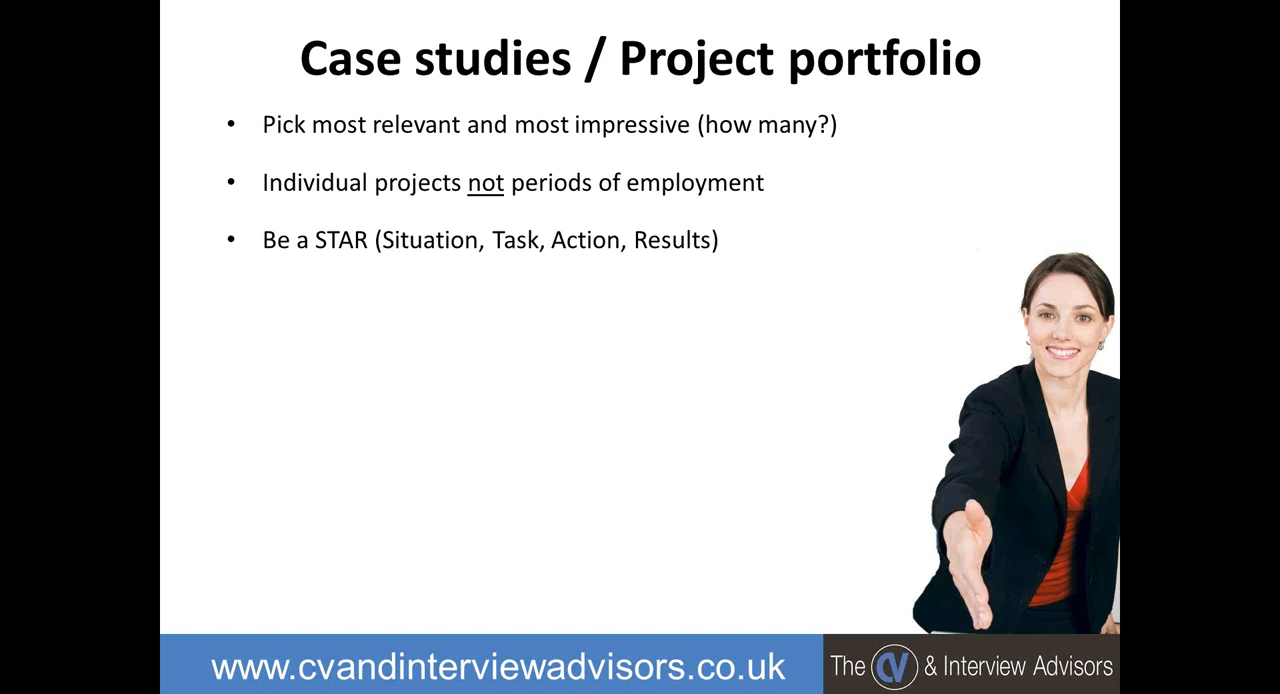 Case studies / Project portfolio
• Pick most relevant and most impressive (how many?)
• Individual projects not periods of employment
• Be a STAR (Situation, Task, Action, Results)
www.cvandinterviewadvisors.co.uk
The CV & Interview Advisors